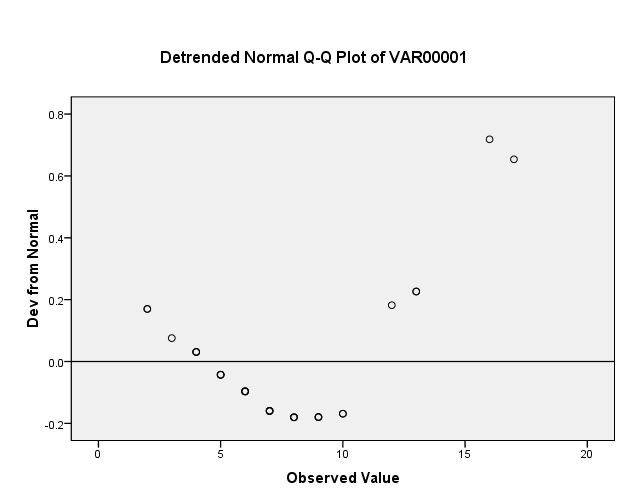 Detrended Normal Q-Q Plot of VAR00001
0.8
0.6
0.4
0.2
0.0
-0.2
Dev from Normal
0 5 10 15 20
Observed Value